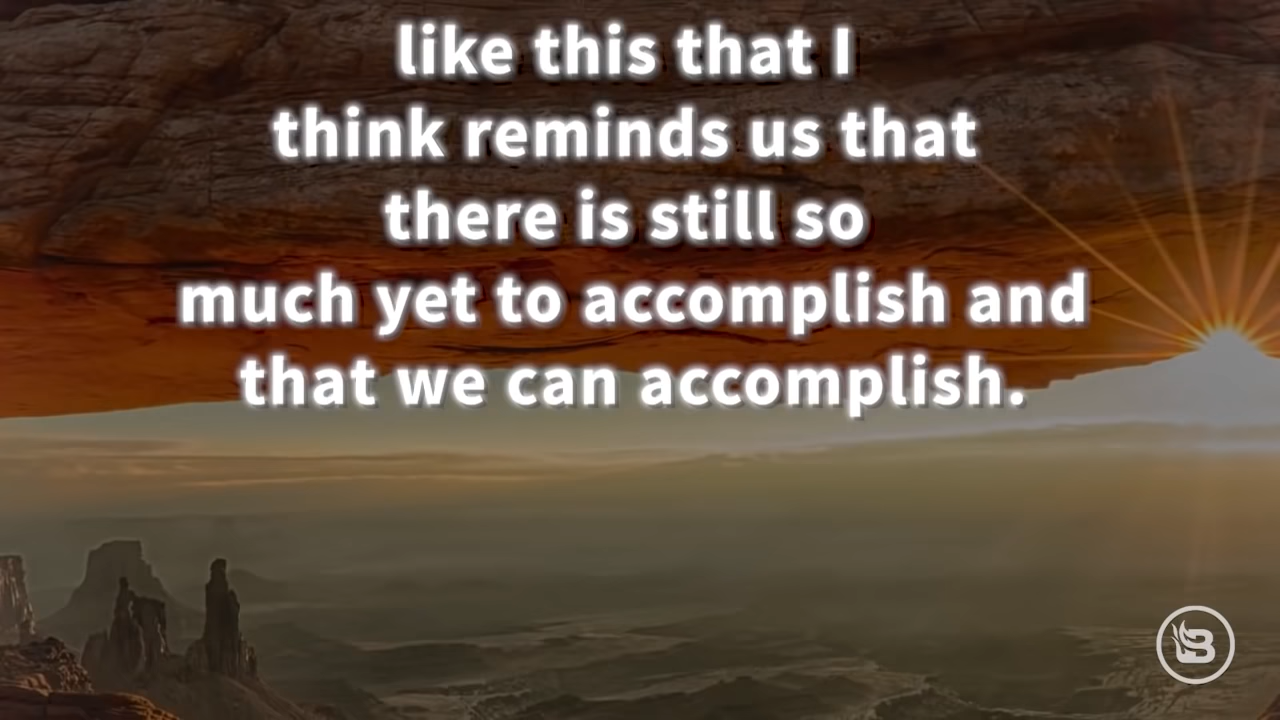 like this that I
think reminds us that
there is still so
much yet to accomplish and
that we can accomplish.
B